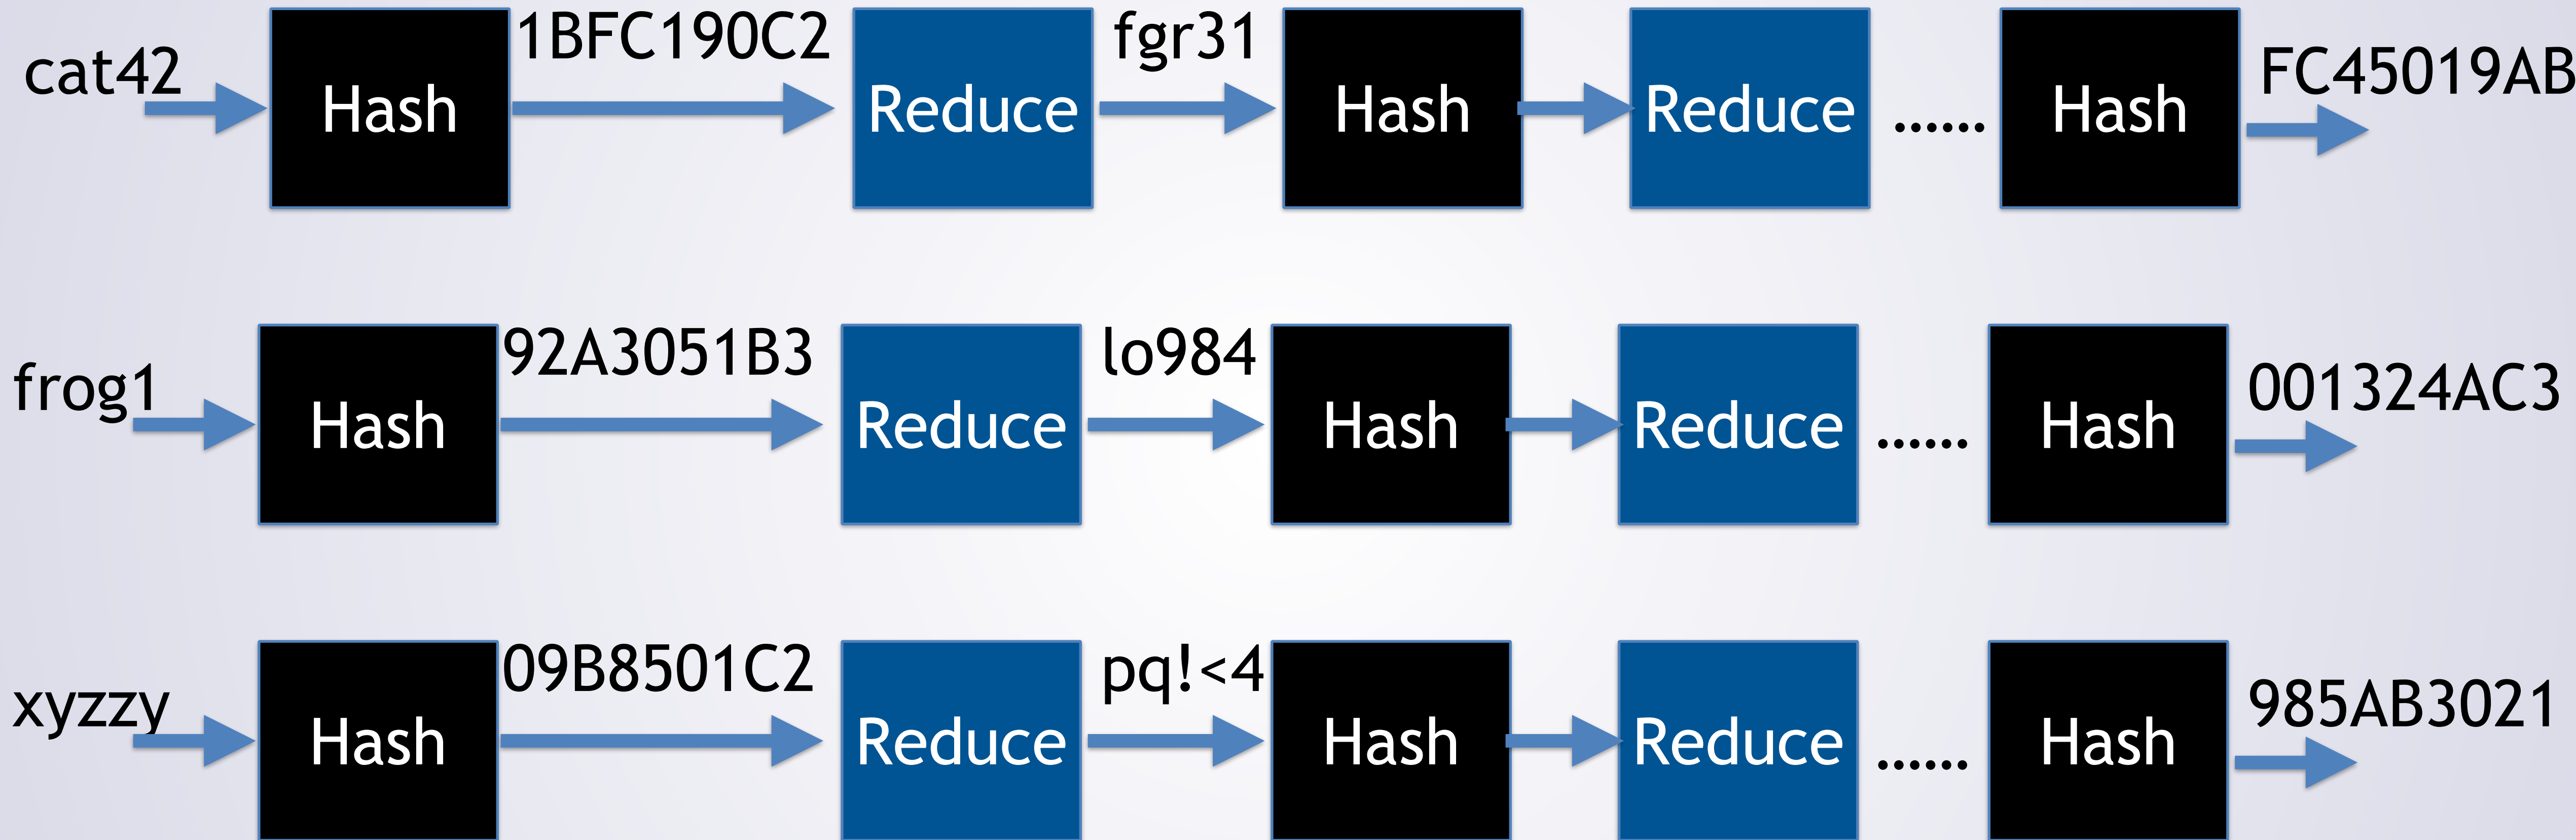 cat42 Hash 1BFC190C2 Reduce fgr31 Hash Reduce ...... Hash FC45019AB
frog1 Hash 92A3051B3 Reduce lo984 Hash Reduce ...... Hash 001324AC3
xyzzy Hash 09B8501C2 Reduce pq!<4 Hash Reduce ...... Hash 985AB3021